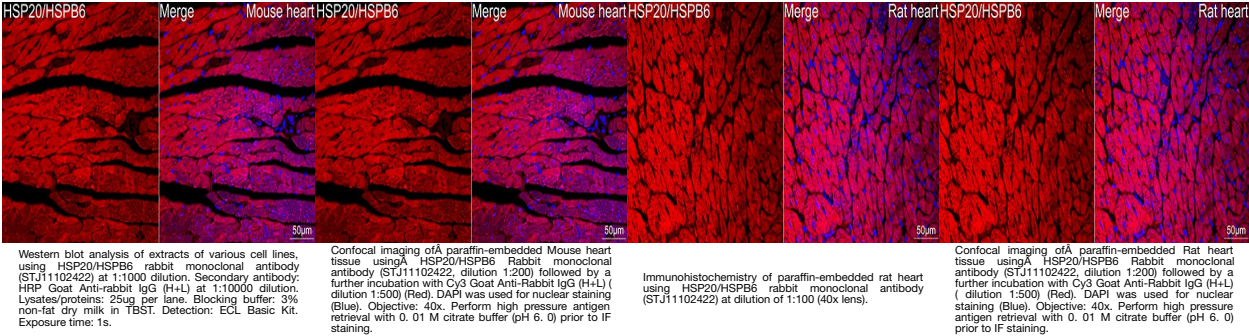 HSP20/HSPB6 Merge Mouse heart HSP20/HSPB6 Merge Mouse heart HSP20/HSPB6 Merge Rat heart HSP20/HSPB6 Merge Rat heart
50μm 50μm 50μm 50μm
Western blot analysis of extracts of various cell lines,
using HSP20/HSPB6 rabbit monoclonal antibody
(STJ11102422) at 1:1000 dilution. Secondary antibody:
HRP Goat Anti-rabbit IgG (H+L) at 1:10000 dilution.
Lysates/proteins: 25ug per lane. Blocking buffer: 3%
non-fat dry milk in TBST. Detection: ECL Basic Kit.
Exposure time: 1s.
Confocal imaging ofÂ paraffin-embedded Mouse heart
tissue usingÂ HSP20/HSPB6 Rabbit monoclonal
antibody (STJ11102422, dilution 1:200) followed by a
further incubation with Cy3 Goat Anti-Rabbit IgG (H+L) (
dilution 1:500) (Red). DAPI was used for nuclear staining
(Blue). Objective: 40x. Perform high pressure antigen
retrieval with 0. 01 M citrate buffer (pH 6. 0) prior to IF
staining.
Immunohistochemistry of paraffin-embedded rat heart
using HSP20/HSPB6 rabbit monoclonal antibody
(STJ11102422) at dilution of 1:100 (40x lens).
Confocal imaging ofÂ paraffin-embedded Rat heart
tissue usingÂ HSP20/HSPB6 Rabbit monoclonal
antibody (STJ11102422, dilution 1:200) followed by a
further incubation with Cy3 Goat Anti-Rabbit IgG (H+L)
( dilution 1:500) (Red). DAPI was used for nuclear
staining (Blue). Objective: 40x. Perform high pressure
antigen retrieval with 0. 01 M citrate buffer (pH 6. 0)
prior to IF staining.